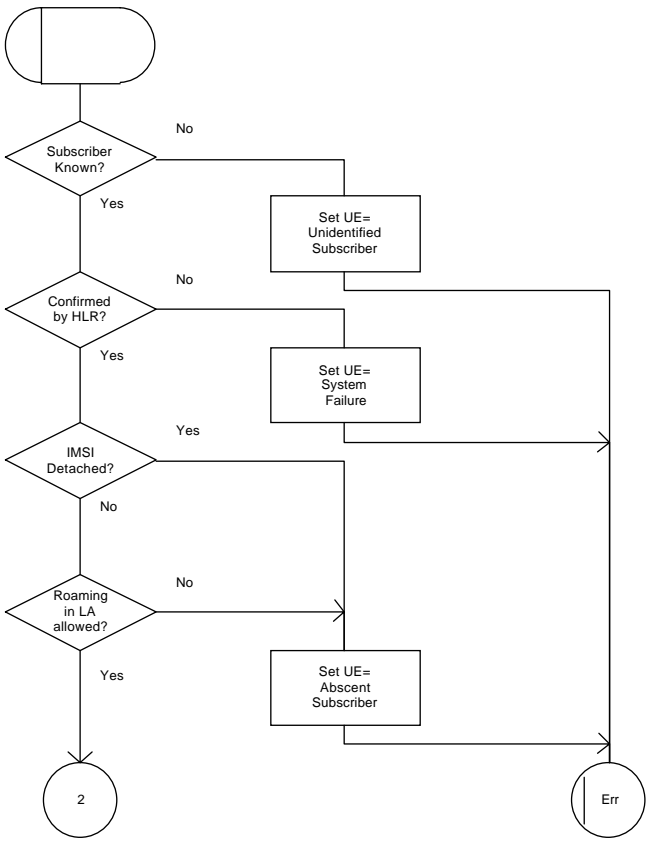 No
Subscriber
Known?
Yes
Set UE=
Unidentified
Subscriber
No
Confirmed
by HLR?
Yes
Set UE=
System
Failure
Yes
IMSI
Detached?
No
No
Roaming
in LA
allowed?
Yes
Set UE=
Abscent
Subscriber
2
Err